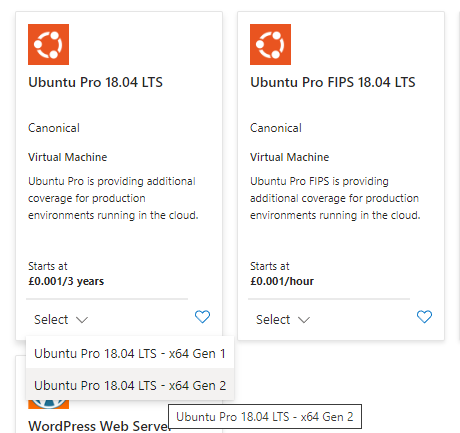 Ubuntu Pro 18.04 LTS
Canonical
Virtual Machine
Ubuntu Pro is providing additional
coverage for production
environments running in the cloud.
Starts at
£0.001/3 years
Select
Ubuntu Pro 18.04 LTS - x64 Gen 1
Ubuntu Pro 18.04 LTS - x64 Gen 2
Ubuntu Pro 18.04 LTS - x64 Gen 2
WordPress Web Server
Ubuntu Pro FIPS 18.04 LTS
Canonical
Virtual Machine
Ubuntu Pro FIPS is providing
additional coverage for production
environments running in the cloud.
Starts at
£0.001/hour
Select